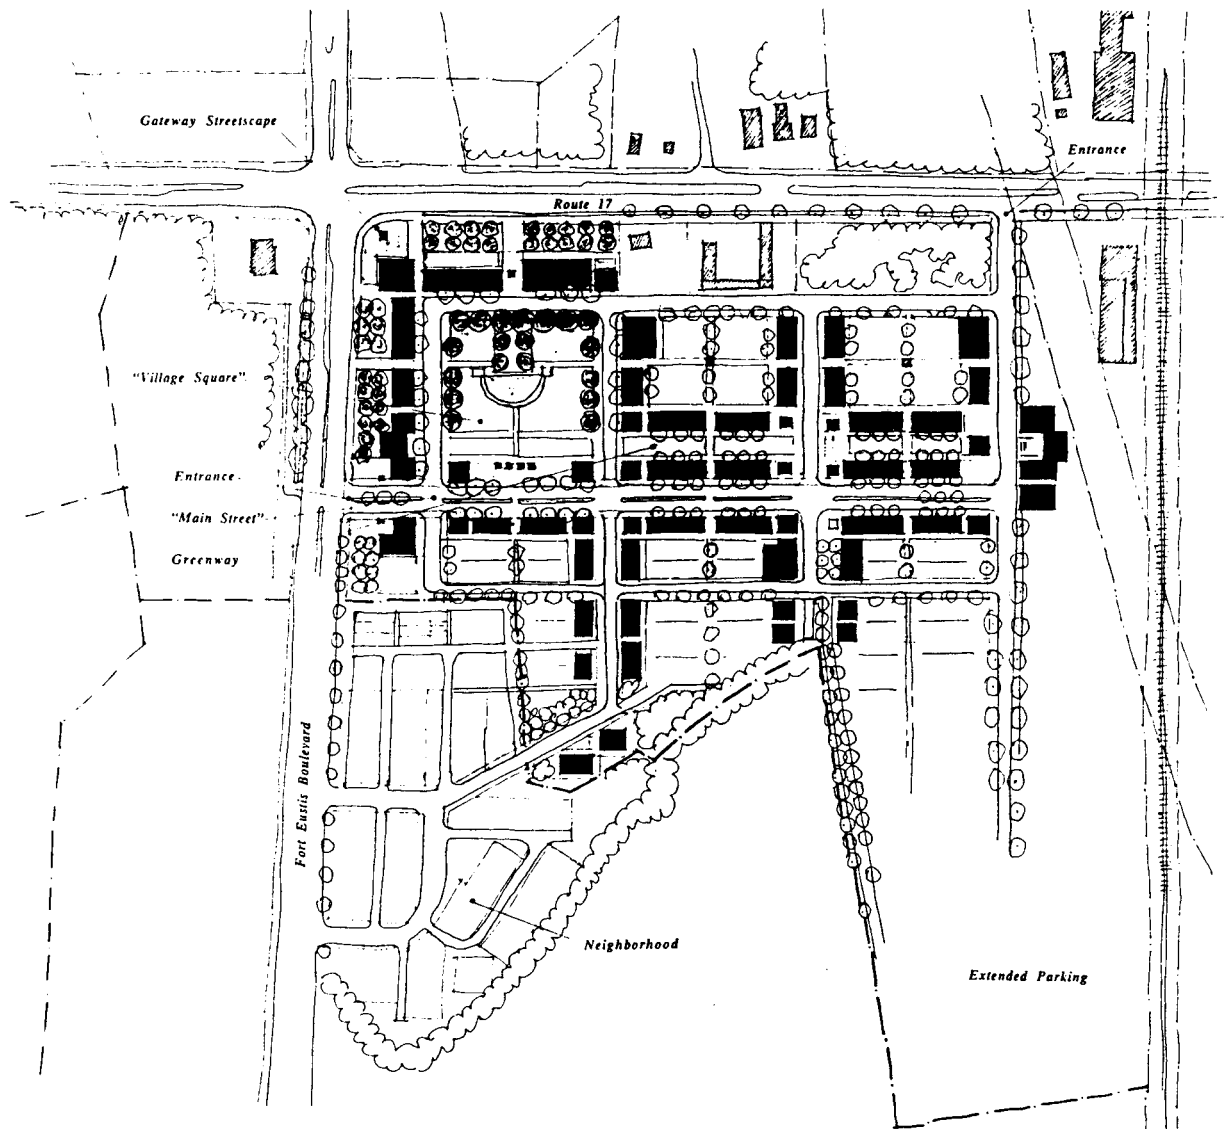 Gateway Streetscape
Entrance
Route 17
"Village Square"
Entrance
"Main Street"
Greenway
Fort Eustis Boulevard
Neighborhood
Extended Parking